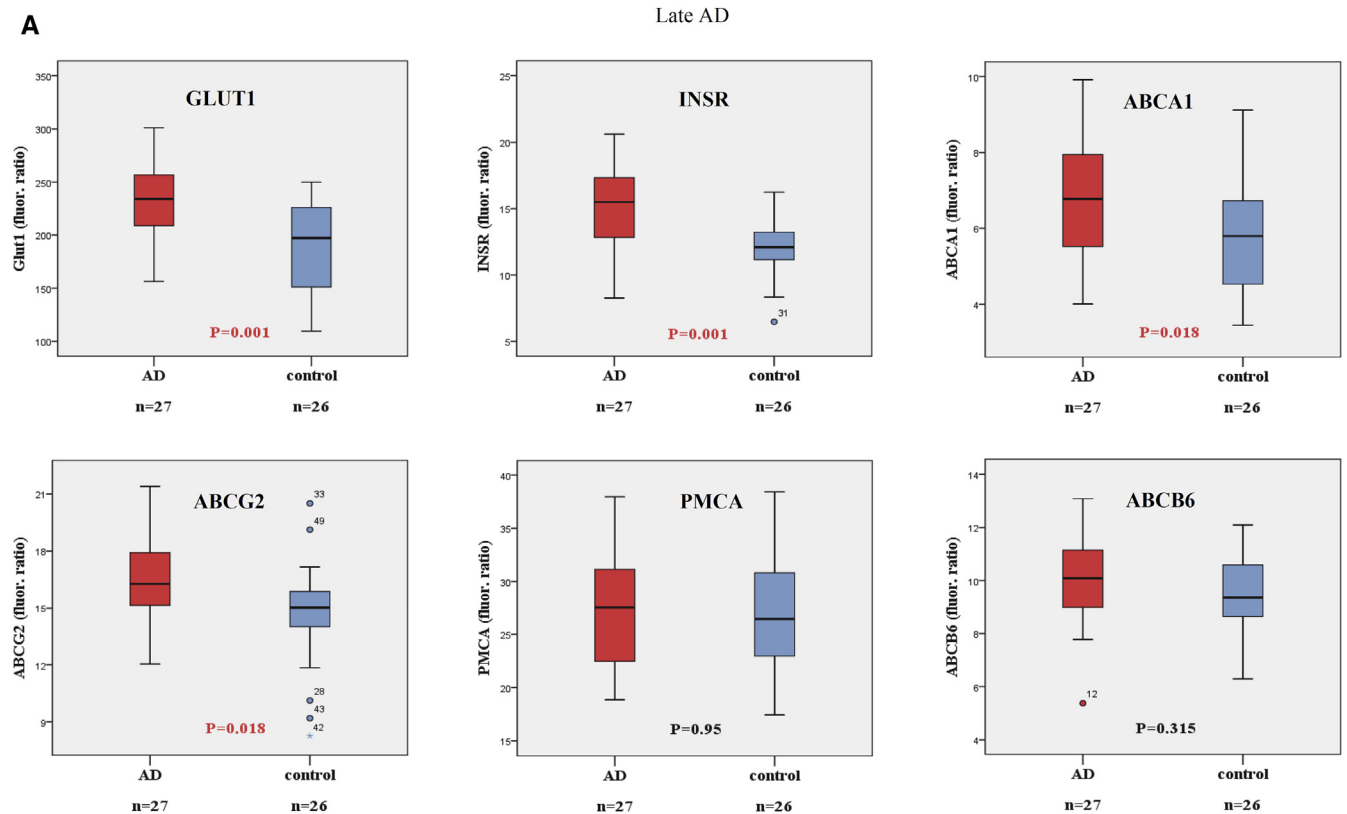 A
Late AD
GLUT1
Glut1 (fluor. ratio)
350
300
250
200
150
100
P=0.001
AD
control
n=27
n=26
INSR
INSR (fluor. ratio)
25
20
15
10
5
31
P=0.001
AD
control
n=27
n=26
ABCA1
ABCA1 (fluor. ratio)
10
8
6
4
P=0.018
AD
control
n=27
n=26
ABCG2
ABCG2 (fluor. ratio)
21
18
15
12
9
33
49
28
43
42
*
P=0.018
AD
control
n=27
n=26
PMCA
PMCA (fluor. ratio)
40
35
30
25
20
15
P=0.95
AD
control
n=27
n=26
ABCB6
ABCB6 (fluor. ratio)
14
12
10
8
6
4
12
P=0.315
AD
control
n=27
n=26